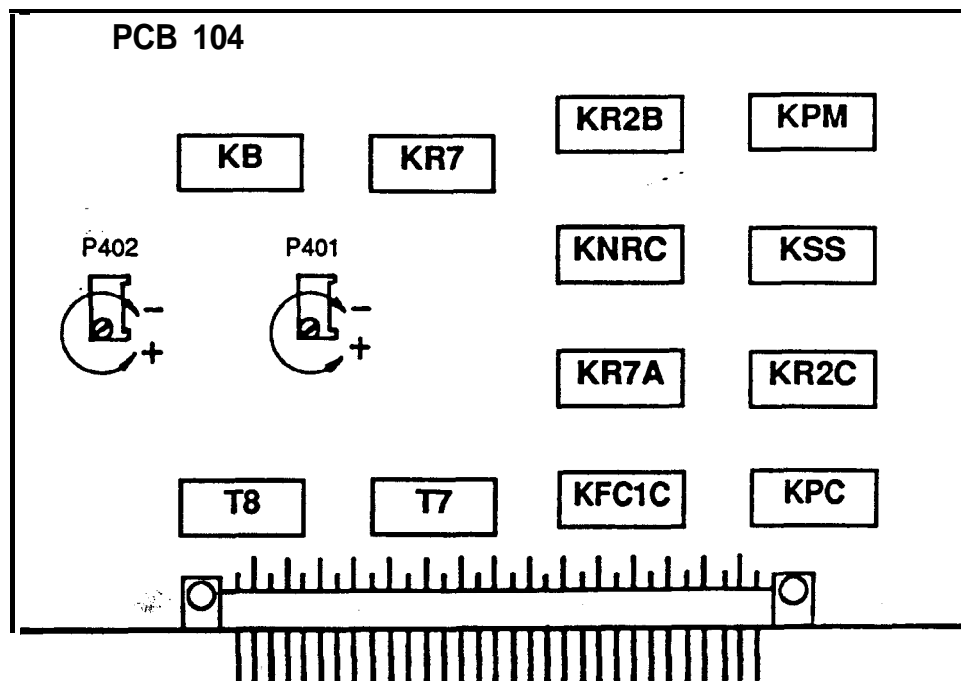 PCB 104
KR2B KPM
KB KR7
P402 P401 KNRC KSS
- -
+ +
KR7A KR2C
T8 T7 KFC1C KPC